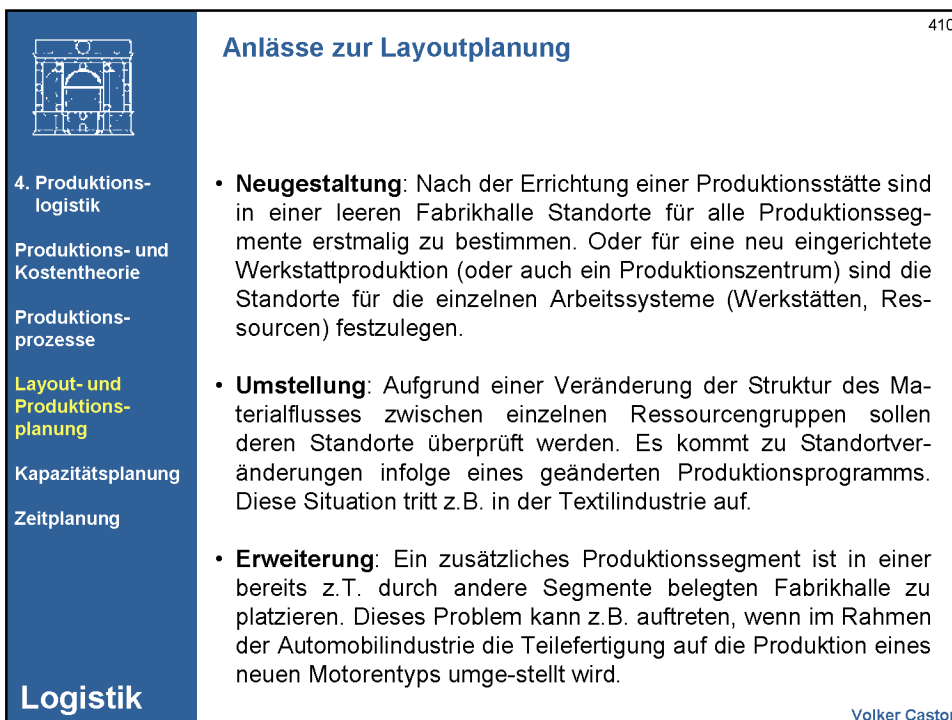 410
Anlässe zur Layoutplanung
4. Produktions-
logistik
Produktions- und
Kostentheorie
Produktions-
prozesse
Layout- und
Produktions-
planung
Kapazitätsplanung
Zeitplanung
Logistik
• Neugestaltung: Nach der Errichtung einer Produktionsstätte sind
in einer leeren Fabrikhalle Standorte für alle Produktionsseg-
mente erstmalig zu bestimmen. Oder für eine neu eingerichtete
Werkstattproduktion (oder auch ein Produktionszentrum) sind die
Standorte für die einzelnen Arbeitssysteme (Werkstätten, Res-
sourcen) festzulegen.
• Umstellung: Aufgrund einer Veränderung der Struktur des Ma-
terialflusses zwischen einzelnen Ressourcengruppen sollen
deren Standorte überprüft werden. Es kommt zu Standortver-
änderungen infolge eines geänderten Produktionsprogramms.
Diese Situation tritt z.B. in der Textilindustrie auf.
• Erweiterung: Ein zusätzliches Produktionssegment ist in einer
bereits z.T. durch andere Segmente belegten Fabrikhalle zu
platzieren. Dieses Problem kann z.B. auftreten, wenn im Rahmen
der Automobilindustrie die Teilefertigung auf die Produktion eines
neuen Motorentyps umge-stellt wird.
Volker Castor